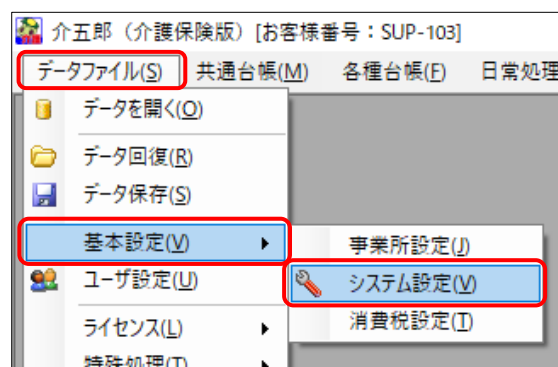 介五郎（介護保険版）[お客様番号：SUP-103]
データファイル(S) 共通台帳(M) 各種台帳(F) 日常処理
データを開く(O)
データ回復(R)
データ保存(S)
基本設定(V)
事業所設定(J)
ユーザ設定(U)
システム設定(V)
消費税設定(T)
ライセンス(L)
特殊処理(T)